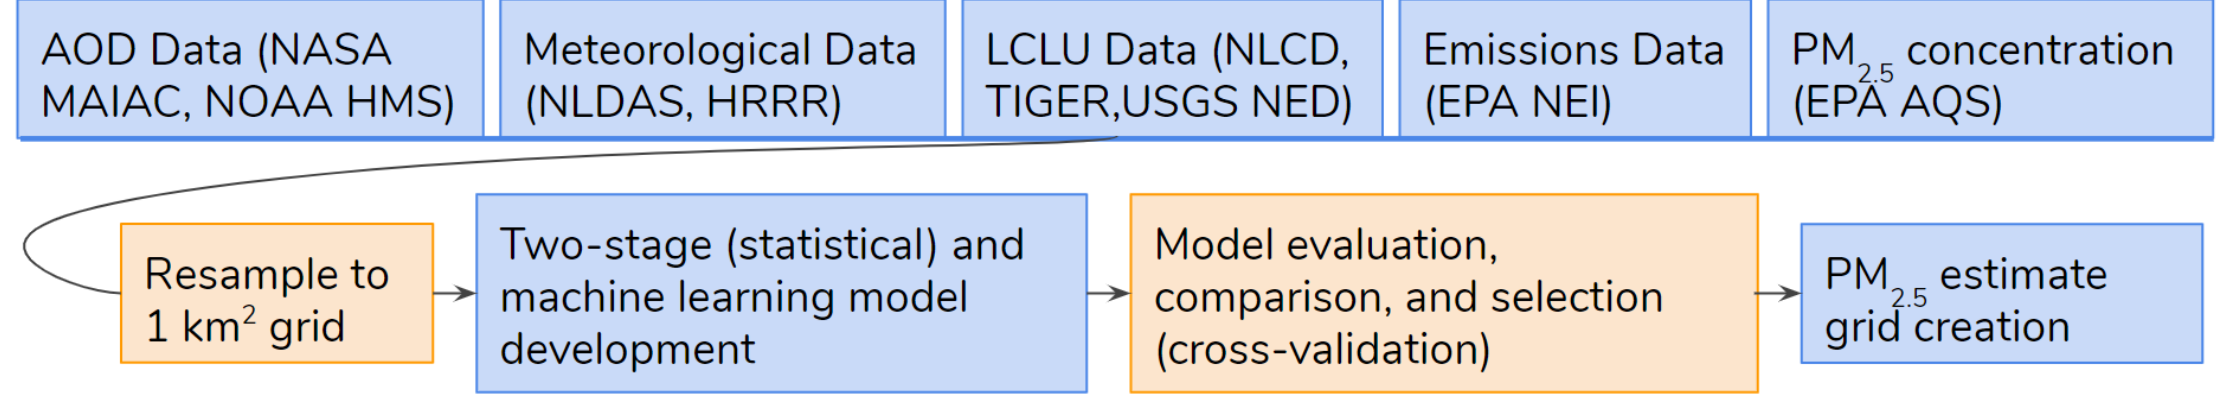 AOD Data (NASA
MAIAC, NOAA HMS)
Meteorological Data
(NLDAS, HRRR)
LCLU Data (NLCD,
TIGER,USGS NED)
Emissions Data
(EPA NEI)
PM2.5 concentration
(EPA AQS)
Resample to
1 km² grid
Two-stage (statistical) and
machine learning model
development
Model evaluation,
comparison, and selection
(cross-validation)
PM2.5 estimate
grid creation